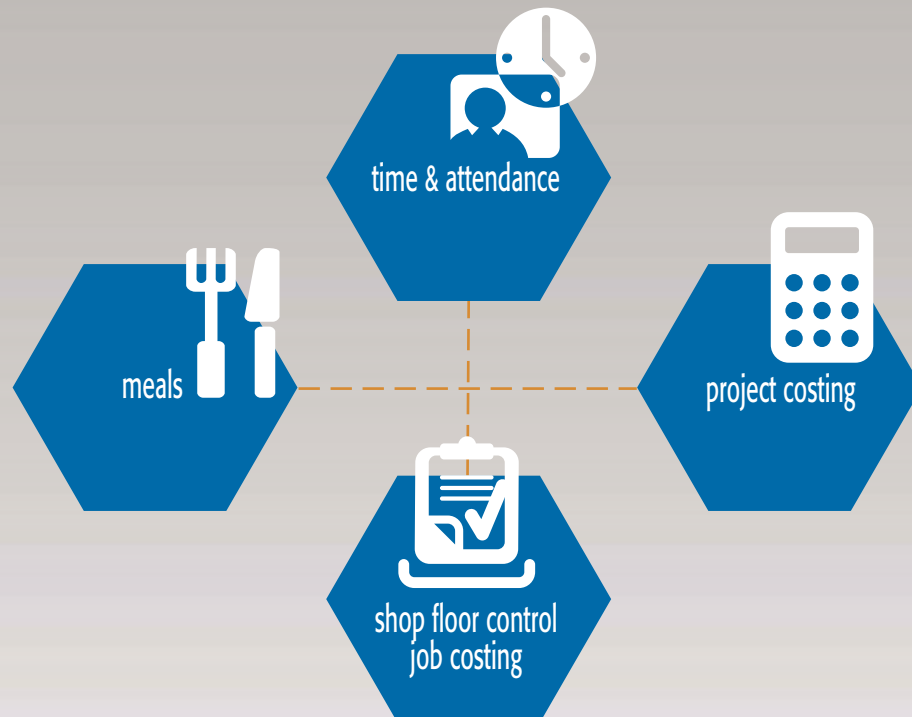 time & attendance
meals
project costing
shop floor control
job costing